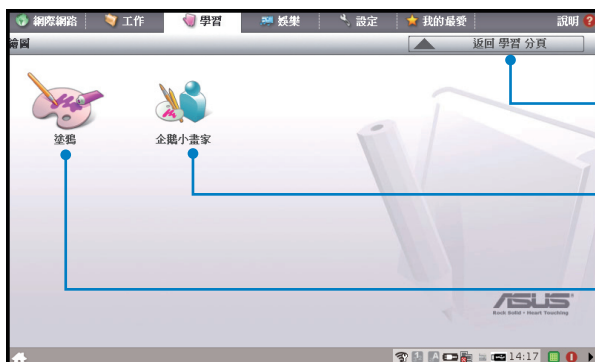 網際網路 工作 學習 娛樂 設定 我的最愛 說明
繪圖
返回 學習 分頁
塗鴉 企鵝小畫家
ASUS
Rock Solid · Heart Touching
14:17